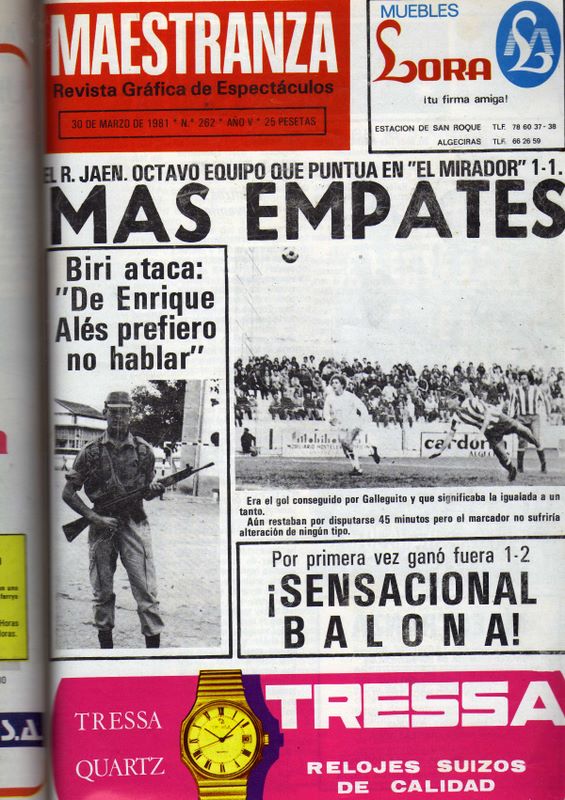 MAESTRANZA
Revista Gráfica de Espectáculos
30 DE MARZO DE 1981 * N.º 262 * AÑO V * 25 PESETAS
MUEBLES
LORA
¡tu firma amiga!
ESTACION DE SAN ROQUE TLF. 78 60 37 - 38
ALGECIRAS TLF. 66 26 59
EL R. JAEN. OCTAVO EQUIPO QUE PUNTUA EN "EL MIRADOR" 1-1.
MAS EMPATES
Biri ataca:
"De Enrique
Alés prefiero
no hablar"
MOBILIARIO HOSTELE
cardon
ALGEC
Era el gol conseguido por Galleguito y que significaba la igualada a un
tanto.
Aún restaban por disputarse 45 minutos pero el marcador no sufriría
alteración de ningún tipo.
Por primera vez ganó fuera 1-2
¡SENSACIONAL
BALONA!
TRESSA
QUARTZ
TRESSA
RELOJES SUIZOS
DE CALIDAD
S.A.